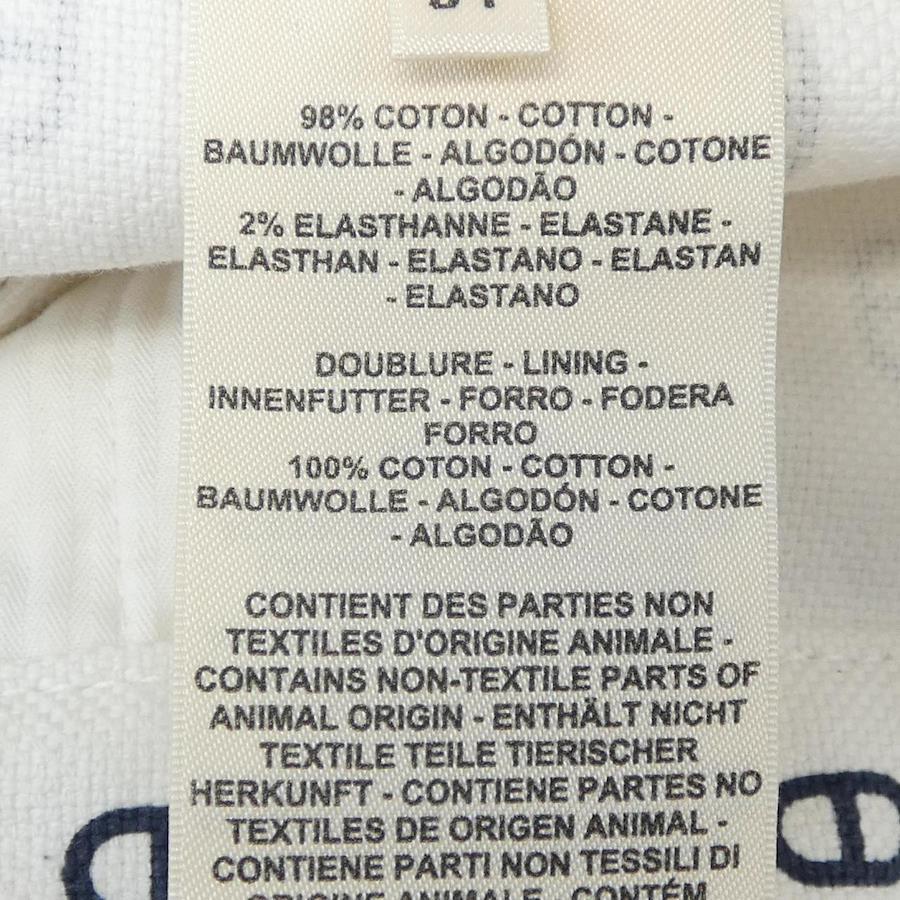 98% COTON - COTTON -
BAUMWOLLE - ALGODÓN - COTONE
- ALGODÃO
2% ELASTHANNE - ELASTANE -
ELASTHAN - ELASTANO - ELASTAN
- ELASTANO
DOUBLURE - LINING -
INNENFUTTER - FORRO - FODERA
FORRO
100% COTON - COTTON -
BAUMWOLLE - ALGODÓN - COTONE
- ALGODÃO
CONTIENT DES PARTIES NON
TEXTILES D'ORIGINE ANIMALE -
CONTAINS NON-TEXTILE PARTS OF
ANIMAL ORIGIN - ENTHÄLT NICHT
TEXTILE TEILE TIERISCHER
HERKUNFT - CONTIENE PARTES NO
TEXTILES DE ORIGEN ANIMAL -
CONTIENE PARTI NON TESSILI DI
ORIGINE ANIMALE - CONTÉM